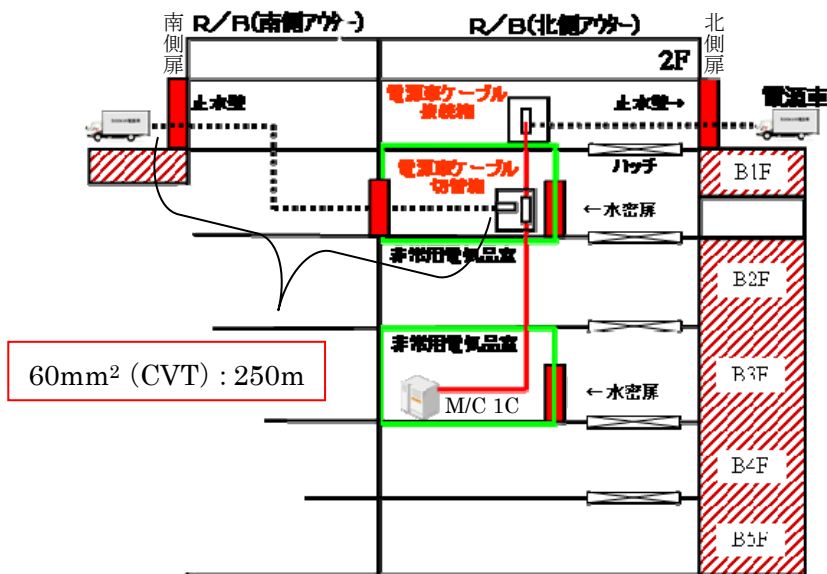 南側扉
R/B(南側アウター)
R/B(北側アウター)
北側扉
2F
止水壁
電源車ケーブル
接続箱
止水壁→
電源車
電源車ケーブル
切替箱
ハッチ
B1F
←水密扉
非常用電気品室
B2F
60mm² (CVT) : 250m
非常用電気品室
B3F
←水密扉
M/C 1C
B4F
B5F